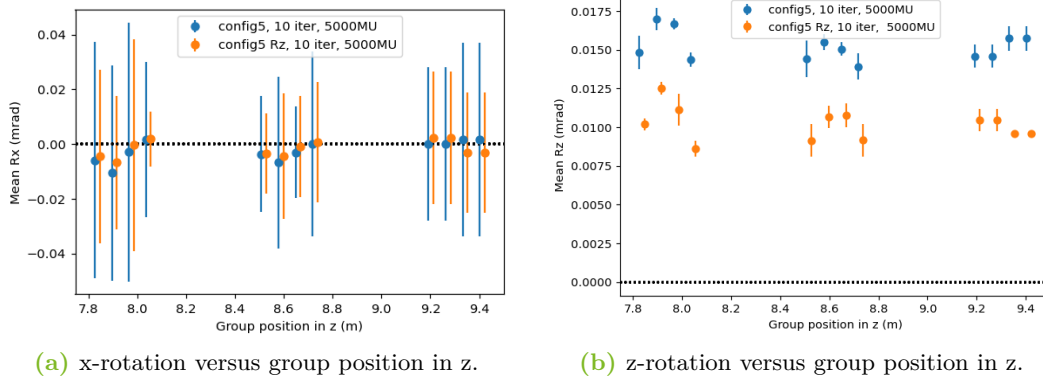 0.04
0.02
0.00
−0.02
−0.04
Mean Rx (mrad)
config5, 10 iter, 5000MU
config5 Rz, 10 iter, 5000MU
7.8 8.0 8.2 8.4 8.6 8.8 9.0 9.2 9.4
Group position in z (m)
(a) x-rotation versus group position in z.
0.0175
0.0150
0.0125
0.0100
0.0075
0.0050
0.0025
0.0000
Mean Rz (mrad)
config5, 10 iter, 5000MU
config5 Rz, 10 iter, 5000MU
7.8 8.0 8.2 8.4 8.6 8.8 9.0 9.2 9.4
Group position in z (m)
(b) z-rotation versus group position in z.